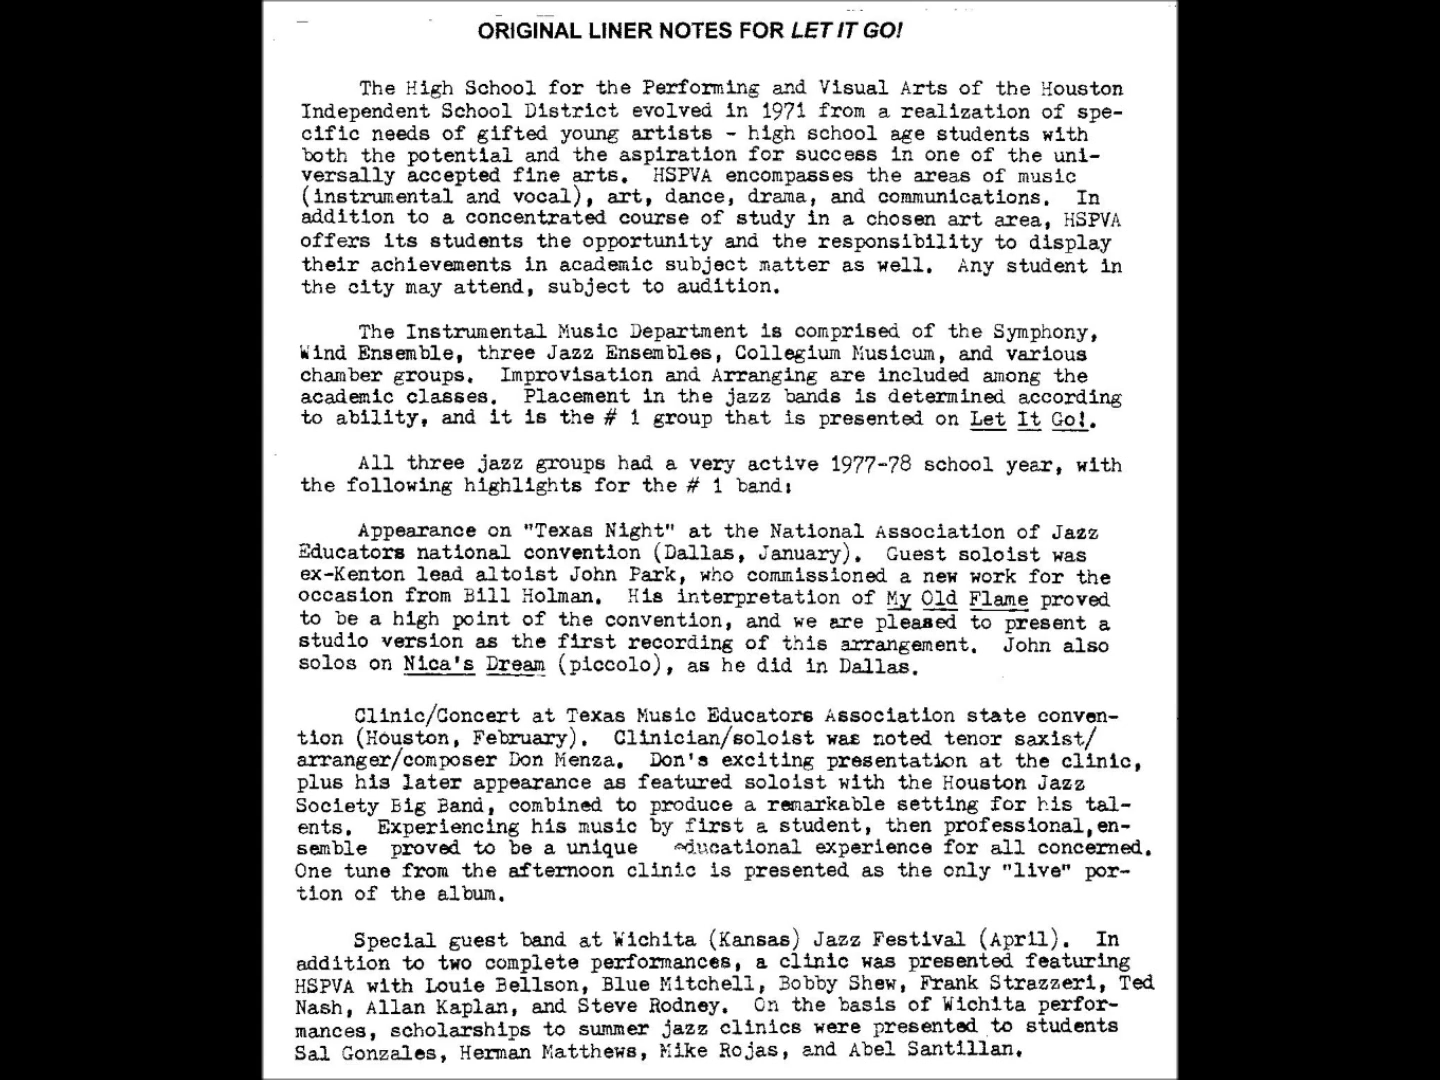 ORIGINAL LINER NOTES FOR LET IT GO!
The High School for the Performing and Visual Arts of the Houston
Independent School District evolved in 1971 from a realization of spe-
cific needs of gifted young artists - high school age students with
both the potential and the aspiration for success in one of the uni-
versally accepted fine arts. HSPVA encompasses the areas of music
(instrumental and vocal), art, dance, drama, and communications. In
addition to a concentrated course of study in a chosen art area, HSPVA
offers its students the opportunity and the responsibility to display
their achievements in academic subject matter as well. Any student in
the city may attend, subject to audition.
The Instrumental Music Department is comprised of the Symphony,
Wind Ensemble, three Jazz Ensembles, Collegium Musicum, and various
chamber groups. Improvisation and Arranging are included among the
academic classes. Placement in the jazz bands is determined according
to ability, and it is the # 1 group that is presented on Let It Go!.
All three jazz groups had a very active 1977-78 school year, with
the following highlights for the # 1 band:
Appearance on "Texas Night" at the National Association of Jazz
Educators national convention (Dallas, January). Guest soloist was
ex-Kenton lead altoist John Park, who commissioned a new work for the
occasion from Bill Holman. His interpretation of My Old Flame proved
to be a high point of the convention, and we are pleased to present a
studio version as the first recording of this arrangement. John also
solos on Nica's Dream (piccolo), as he did in Dallas.
Clinic/Concert at Texas Music Educators Association state conven-
tion (Houston, February). Clinician/soloist was noted tenor saxist/
arranger/composer Don Menza. Don's exciting presentation at the clinic,
plus his later appearance as featured soloist with the Houston Jazz
Society Big Band, combined to produce a remarkable setting for his tal-
ents. Experiencing his music by first a student, then professional,en-
semble proved to be a unique educational experience for all concerned.
One tune from the afternoon clinic is presented as the only "live" por-
tion of the album.
Special guest band at Wichita (Kansas) Jazz Festival (April). In
addition to two complete performances, a clinic was presented featuring
HSPVA with Louie Bellson, Blue Mitchell, Bobby Shew, Frank Strazzeri, Ted
Nash, Allan Kaplan, and Steve Rodney. On the basis of Wichita perfor-
mances, scholarships to summer jazz clinics were presented to students
Sal Gonzales, Herman Matthews, Mike Rojas, and Abel Santillan.